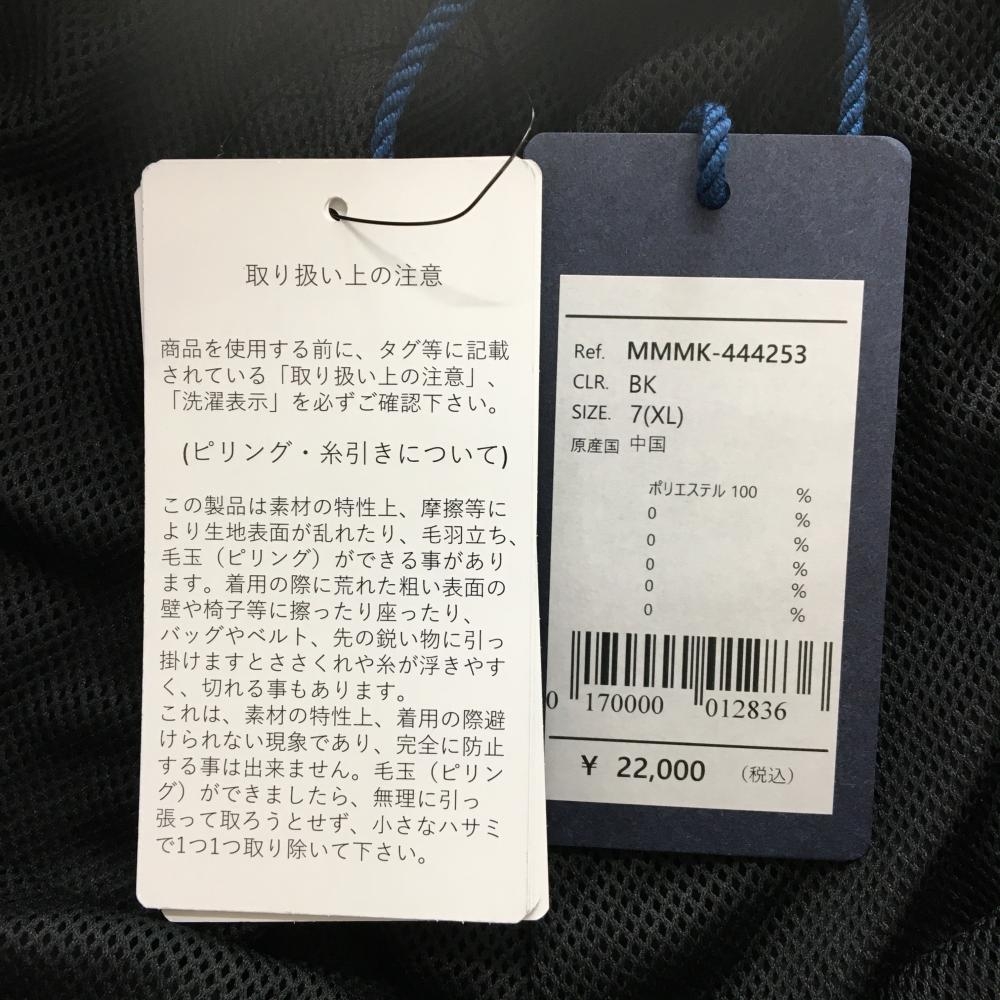 取り扱い上の注意
商品を使用する前に、タグ等に記載
されている「取り扱い上の注意」、
「洗濯表示」を必ずご確認下さい。
(ピリング・糸引きについて)
この製品は素材の特性上、摩擦等に
より生地表面が乱れたり、毛羽立ち、
毛玉（ピリング）ができる事があり
ます。着用の際に荒れた粗い表面の
壁や椅子等に擦ったり座ったり、
バッグやベルト、先の鋭い物に引っ
掛けますとささくれや糸が浮きやす
く、切れる事もあります。
これは、素材の特性上、着用の際避
けられない現象であり、完全に防止
する事は出来ません。毛玉（ピリン
グ）ができましたら、無理に引っ
張って取ろうとせず、小さなハサミ
で1つ1つ取り除いて下さい。
Ref. MMMK-444253
CLR. BK
SIZE. 7(XL)
原産国 中国
ポリエステル 100 %
0 %
0 %
0 %
0 %
0 %
0 170000 012836
¥ 22,000 （税込）